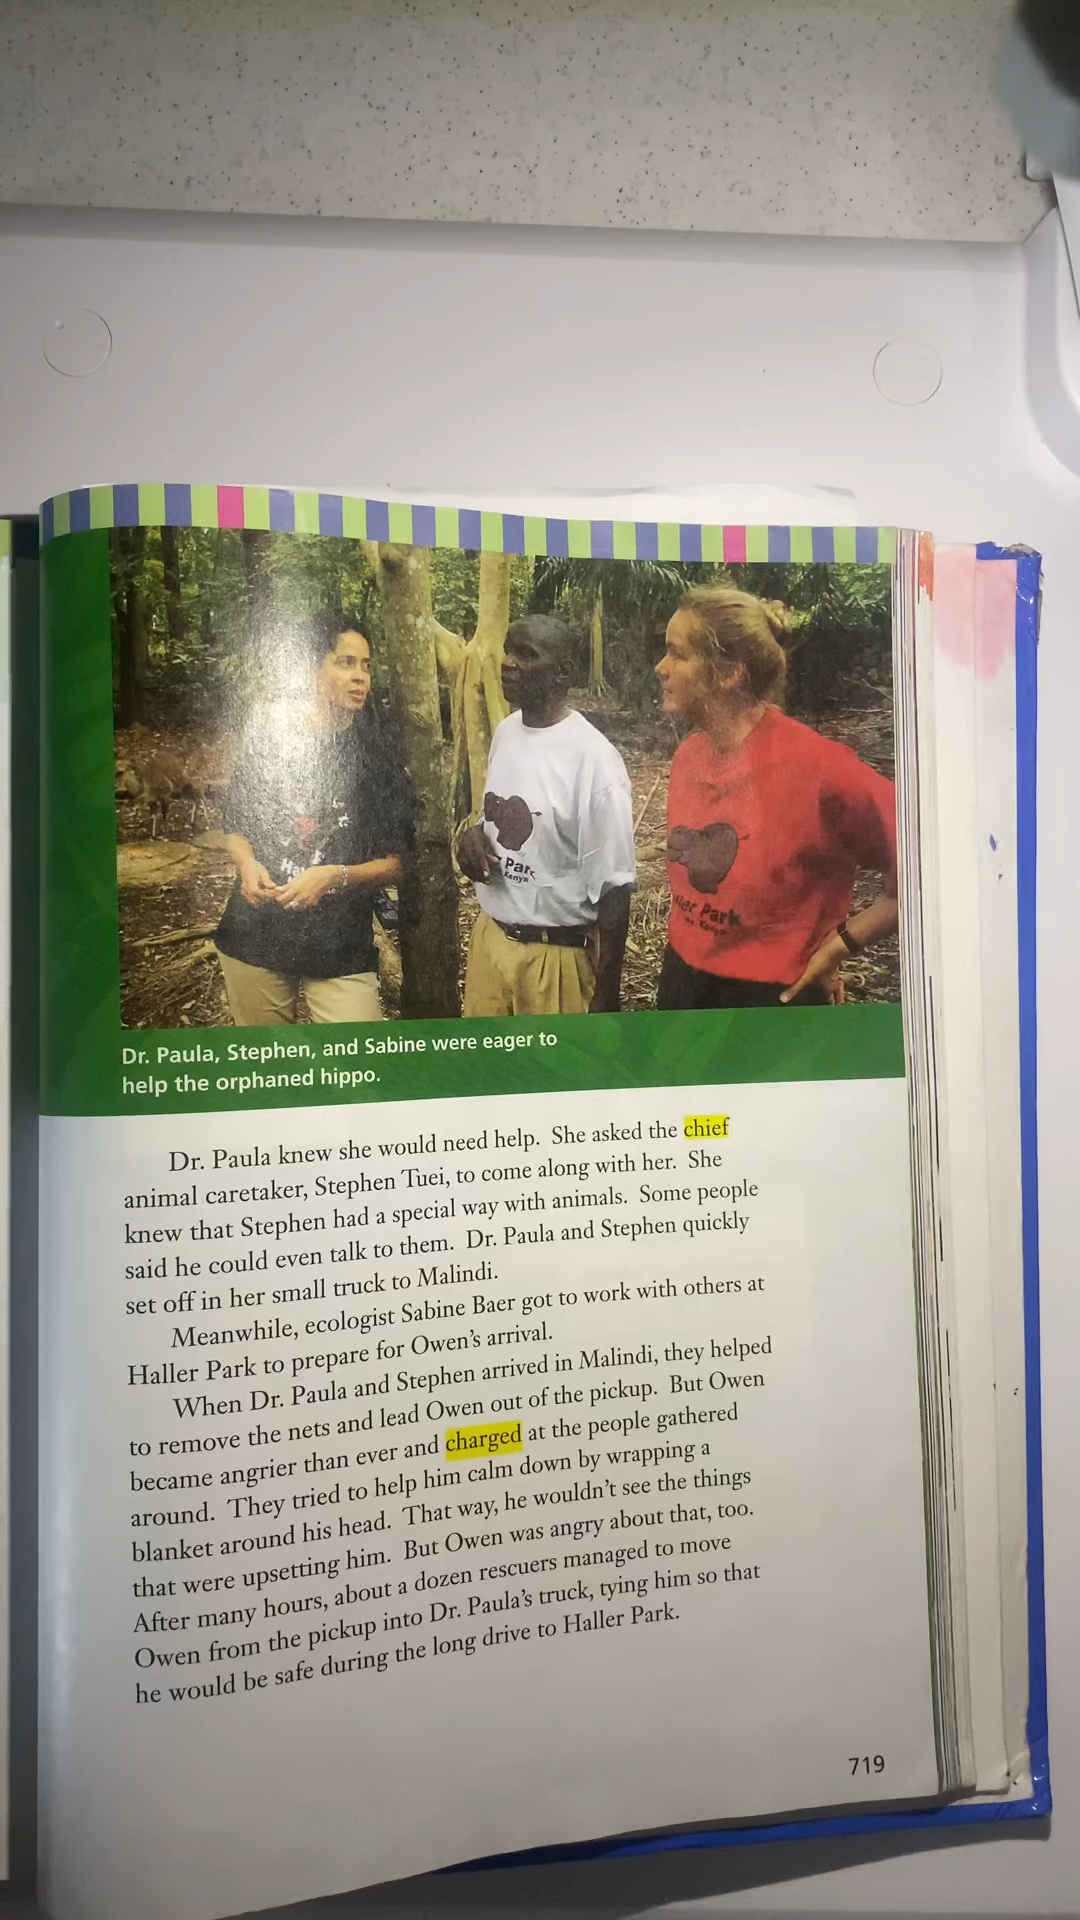 Par
Kenya
ller Park
Dr. Paula, Stephen, and Sabine were eager to
help the orphaned hippo.
Dr. Paula knew she would need help. She asked the chief
animal caretaker, Stephen Tuei, to come along with her. She
knew that Stephen had a special way with animals. Some people
said he could even talk to them. Dr. Paula and Stephen quickly
set off in her small truck to Malindi.
Meanwhile, ecologist Sabine Baer got to work with others at
Haller Park to prepare for Owen's arrival.
When Dr. Paula and Stephen arrived in Malindi, they helped
to remove the nets and lead Owen out of the pickup. But Owen
became angrier than ever and charged at the people gathered
around. They tried to help him calm down by wrapping a
blanket around his head. That way, he wouldn't see the things
that were upsetting him. But Owen was angry about that, too.
After many hours, about a dozen rescuers managed to move
Owen from the pickup into Dr. Paula's truck, tying him so that
he would be safe during the long drive to Haller Park.
719